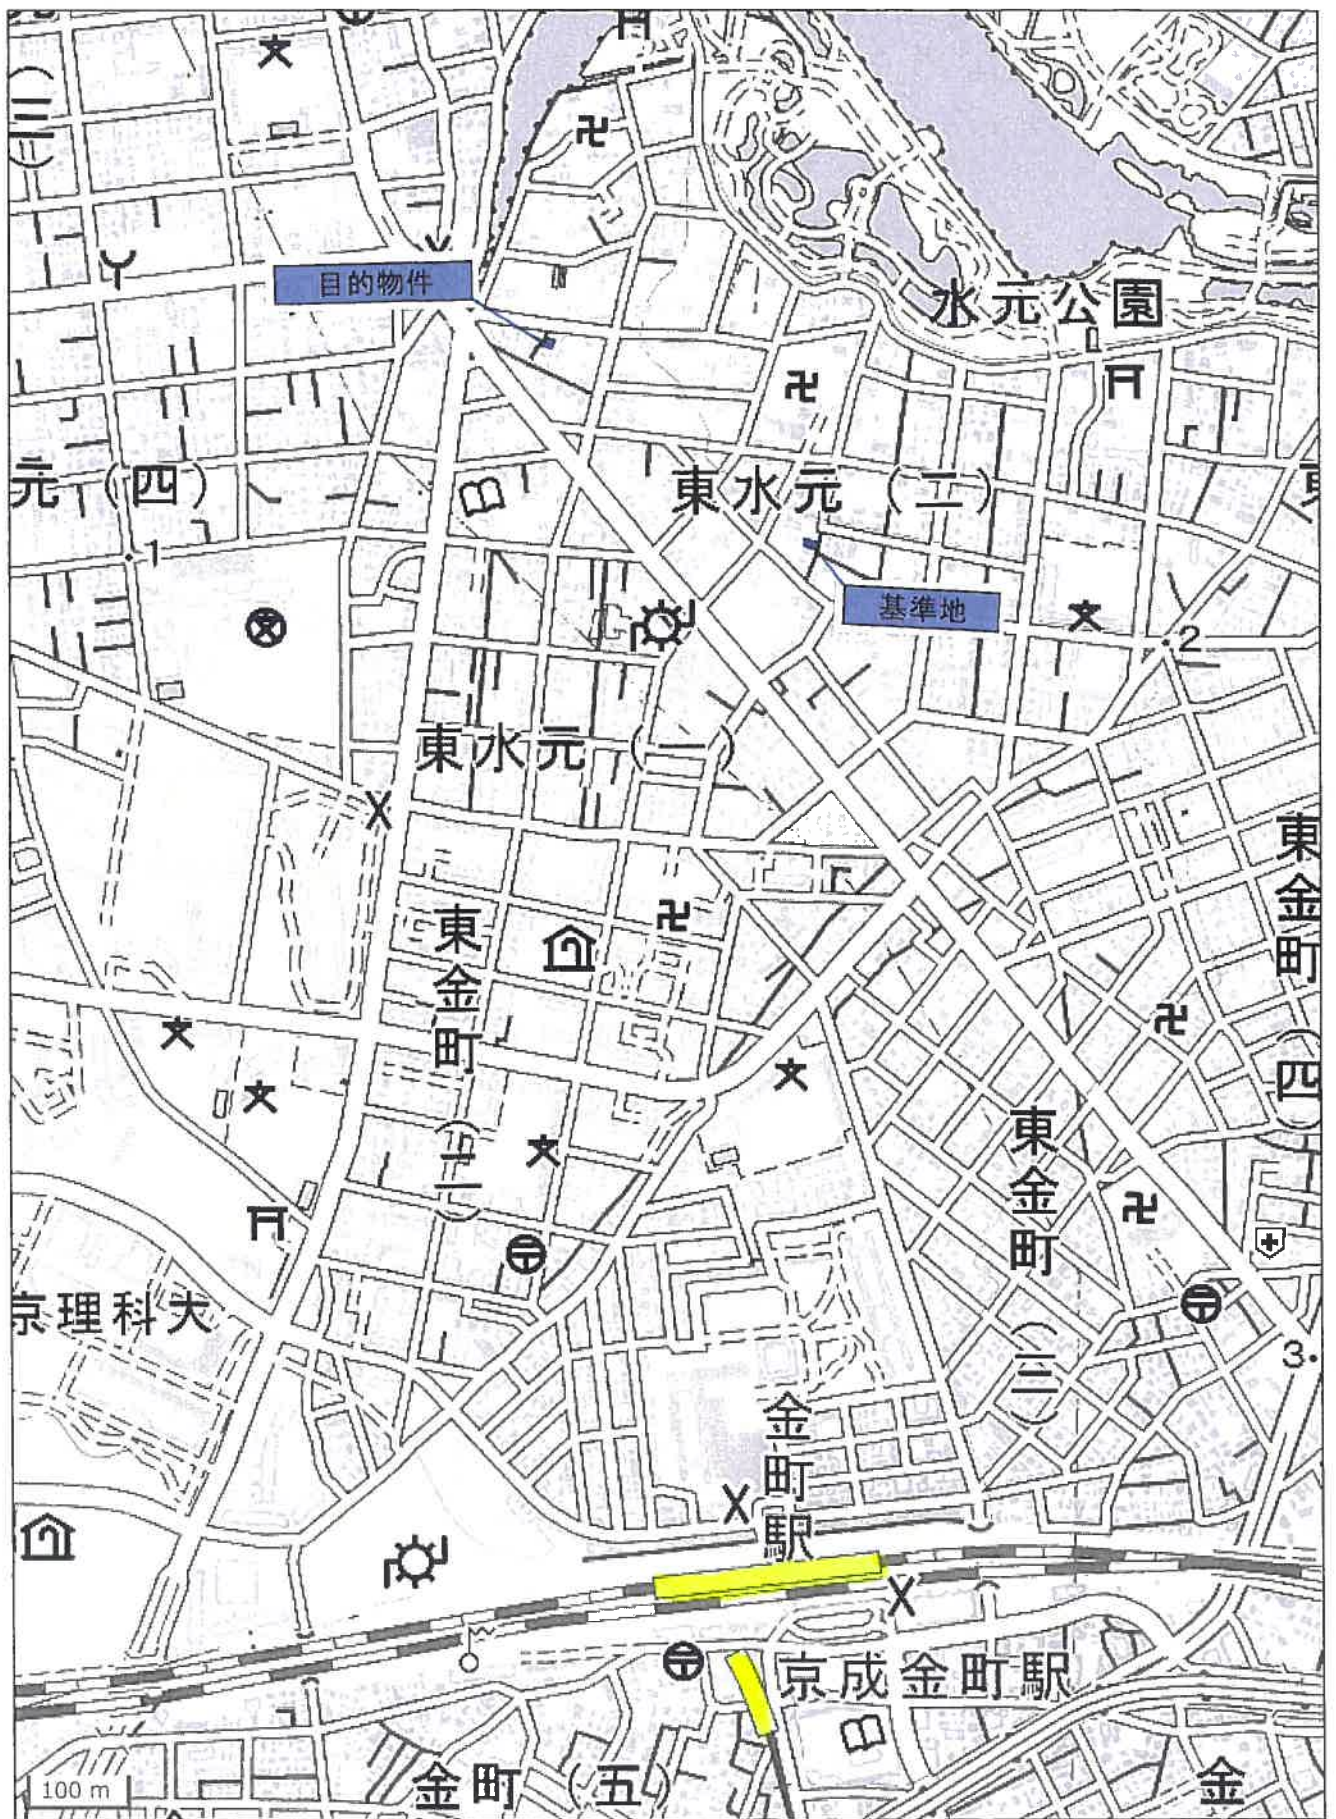 (三)
目的物件
水元公園
元(四)
東水元(二)
・1
基準地
・2
東水元(一)
東金町(四)
東金町(二)
東金町(三)
京理科大
3・
金町駅
京成金町駅
100 m
金町(五)
金